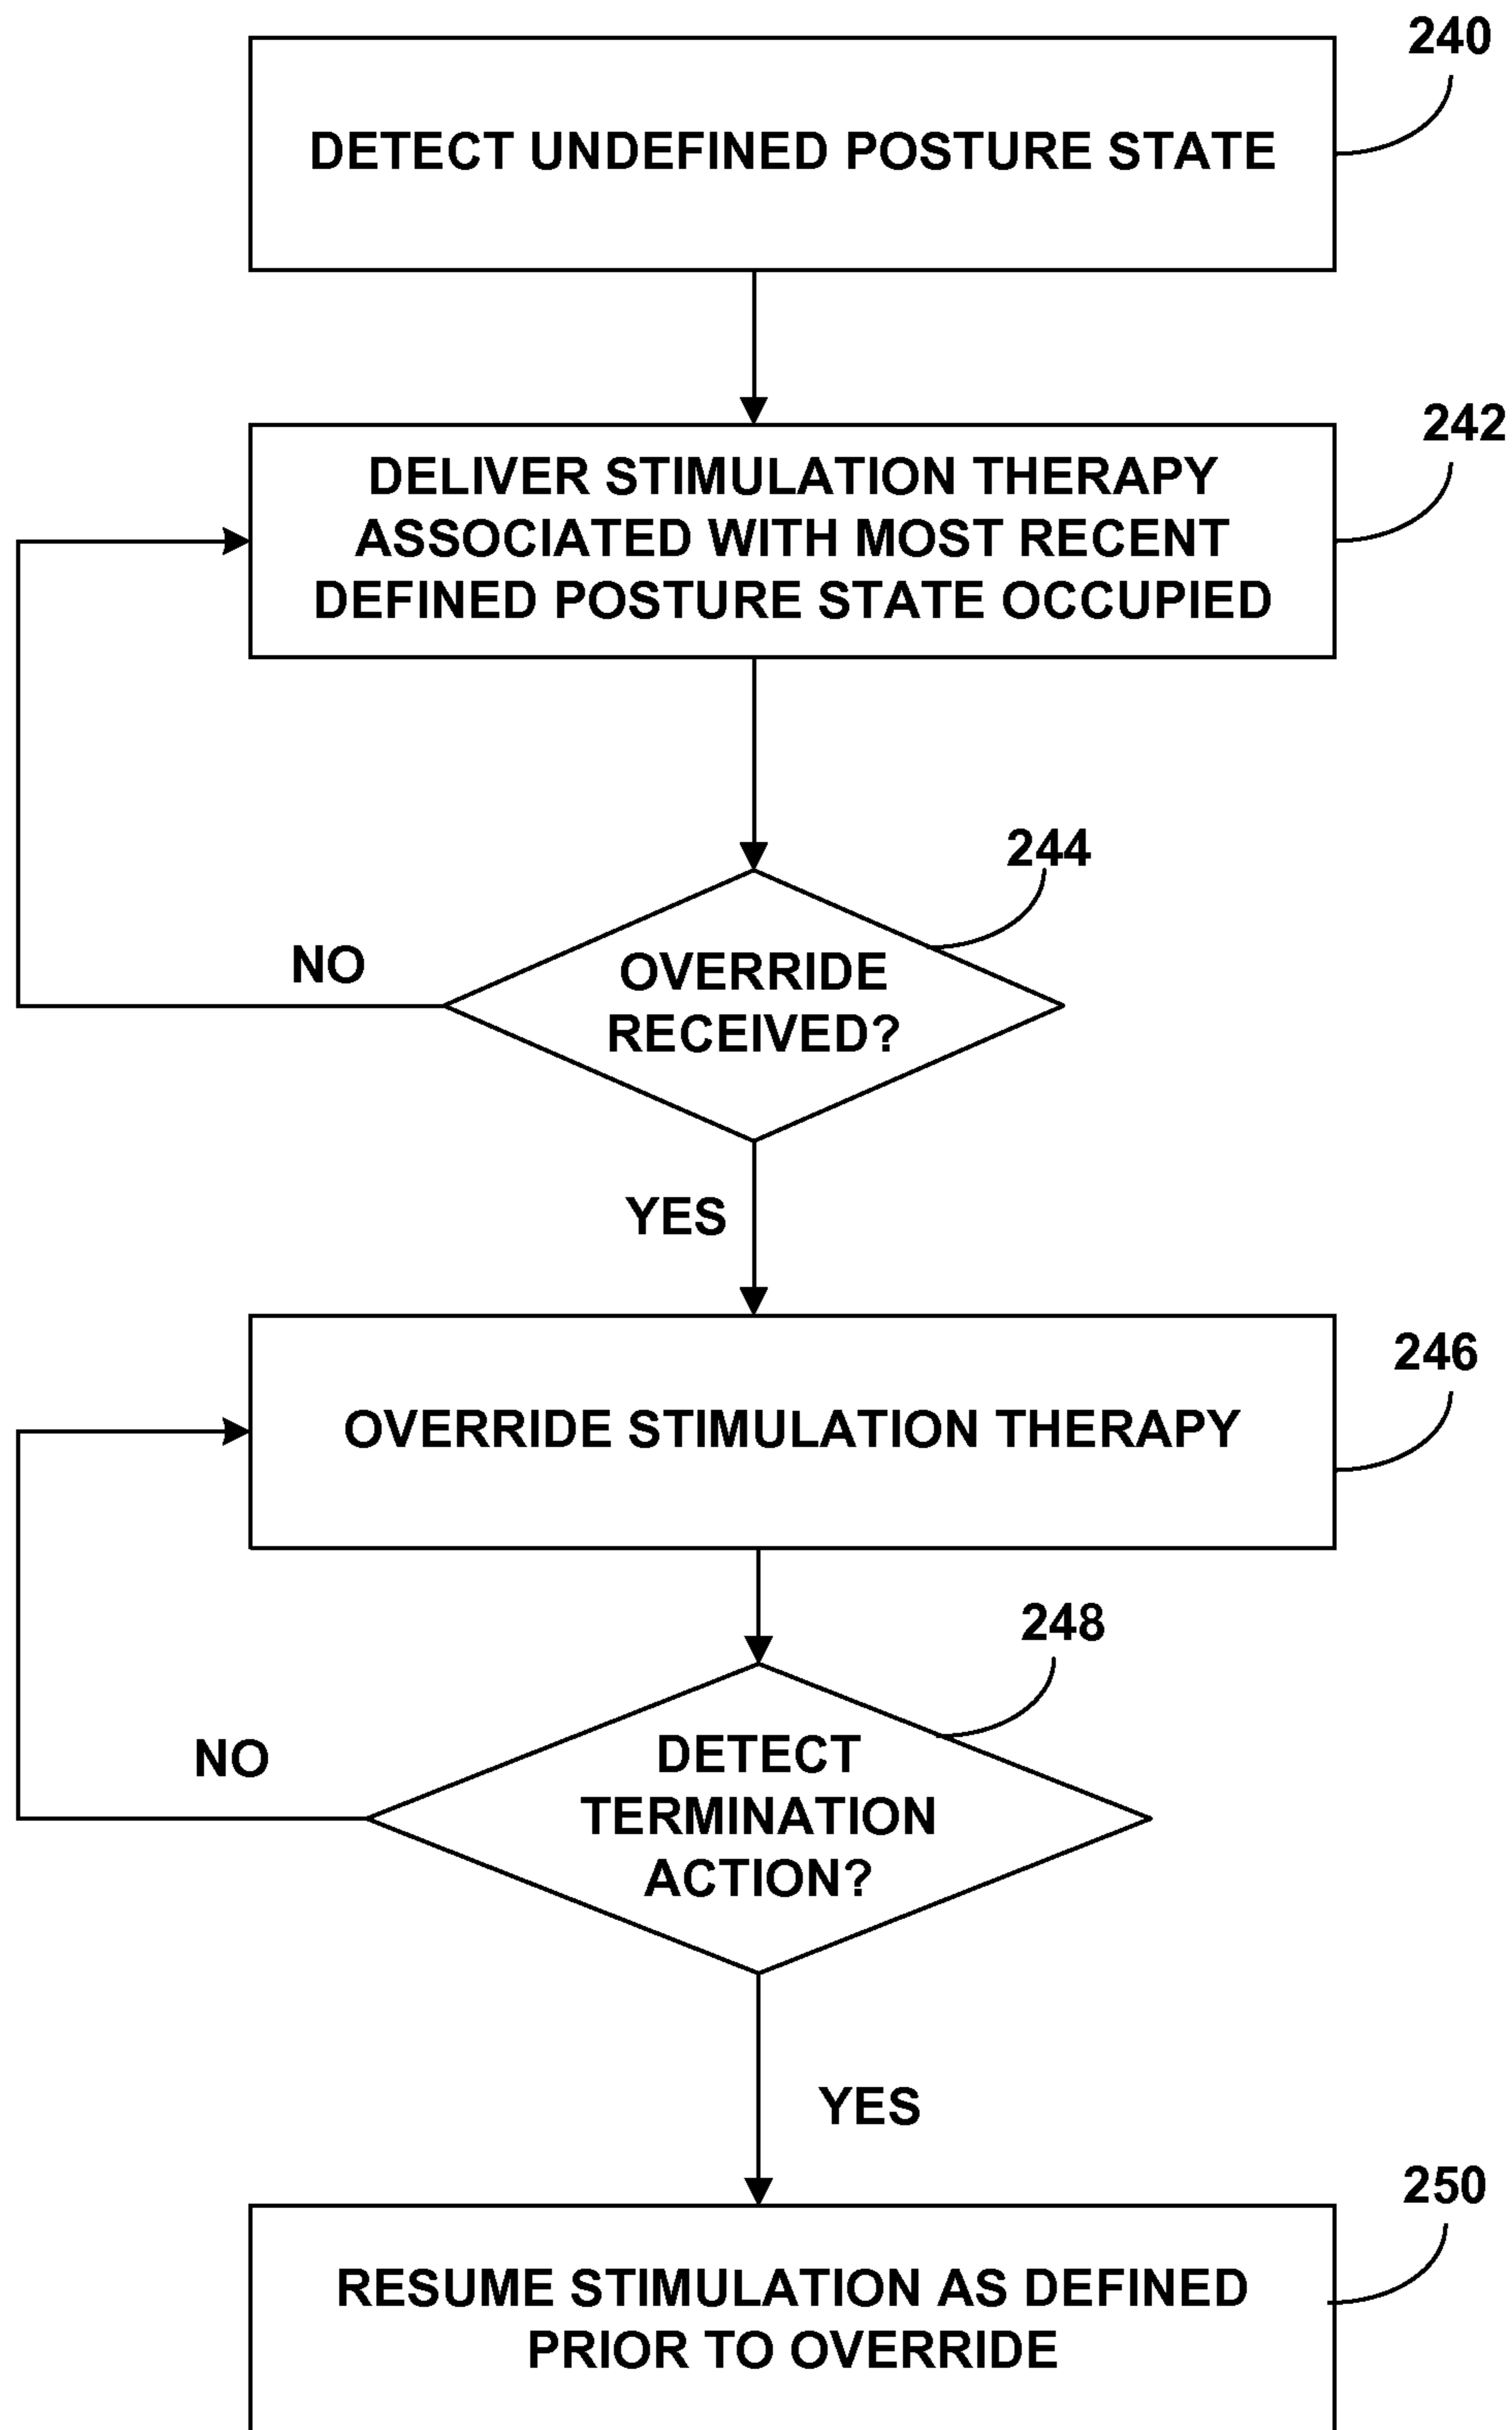 240
DETECT UNDEFINED POSTURE STATE
242
DELIVER STIMULATION THERAPY
ASSOCIATED WITH MOST RECENT
DEFINED POSTURE STATE OCCUPIED
244
NO
OVERRIDE
RECEIVED?
YES
246
OVERRIDE STIMULATION THERAPY
248
NO
DETECT
TERMINATION
ACTION?
YES
250
RESUME STIMULATION AS DEFINED
PRIOR TO OVERRIDE